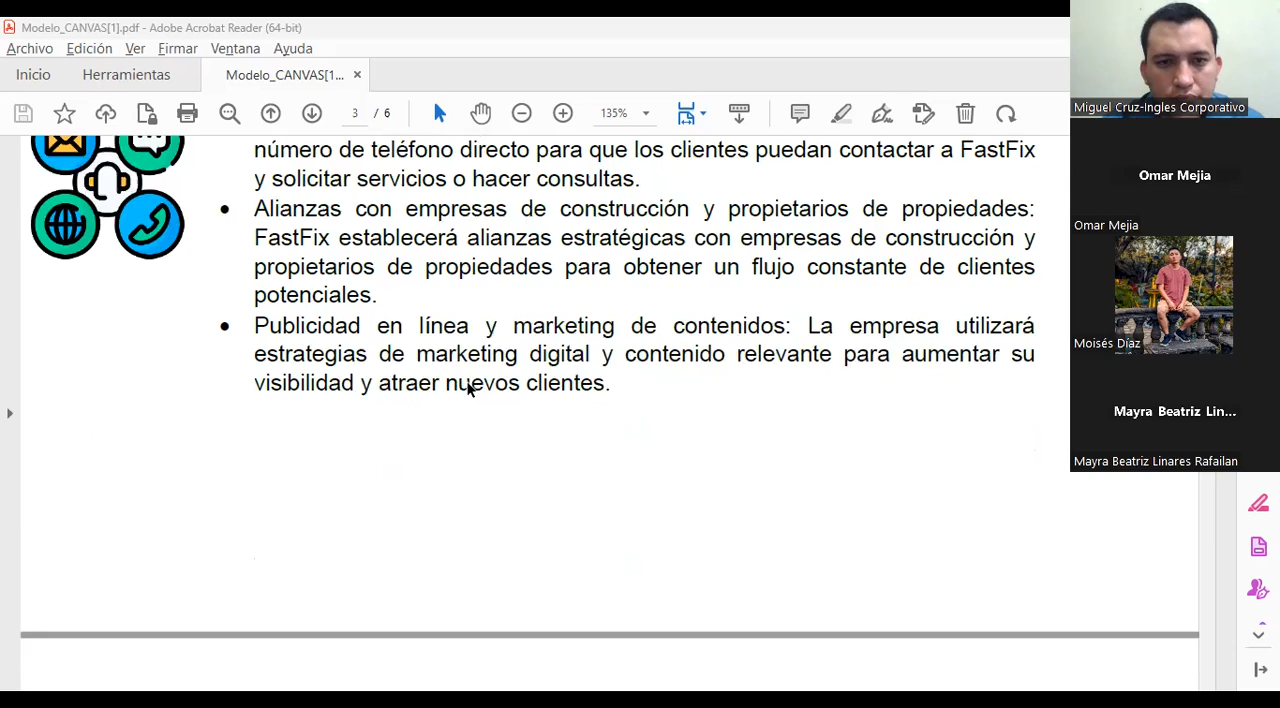 Modelo_CANVAS[1].pdf - Adobe Acrobat Reader (64-bit)
Archivo Edición Ver Firmar Ventana Ayuda
Inicio Herramientas Modelo_CANVAS[1... ×
3 / 6 135%
número de teléfono directo para que los clientes puedan contactar a FastFix
y solicitar servicios o hacer consultas.
• Alianzas con empresas de construcción y propietarios de propiedades:
FastFix establecerá alianzas estratégicas con empresas de construcción y
propietarios de propiedades para obtener un flujo constante de clientes
potenciales.
• Publicidad en línea y marketing de contenidos: La empresa utilizará
estrategias de marketing digital y contenido relevante para aumentar su
visibilidad y atraer nuevos clientes.
Miguel Cruz-Ingles Corporativo
Omar Mejia
Omar Mejia
Moisés Díaz
Mayra Beatriz Lin...
Mayra Beatriz Linares Rafailan